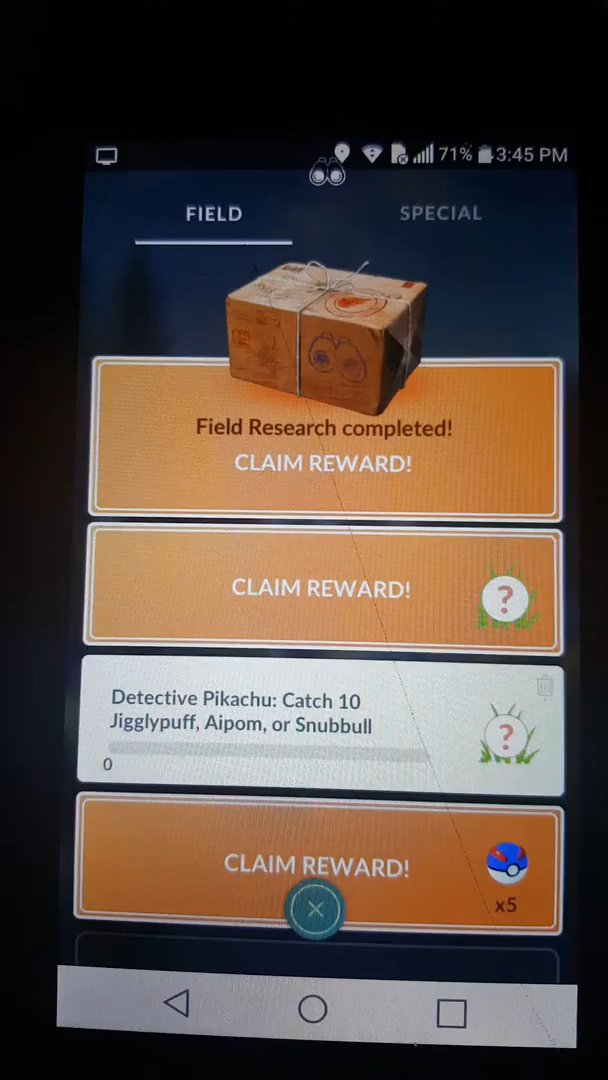 71% 3:45 PM
FIELD SPECIAL
Field Research completed!
CLAIM REWARD!
CLAIM REWARD!
?
Detective Pikachu: Catch 10
Jigglypuff, Aipom, or Snubbull
?
0
CLAIM REWARD!
x5